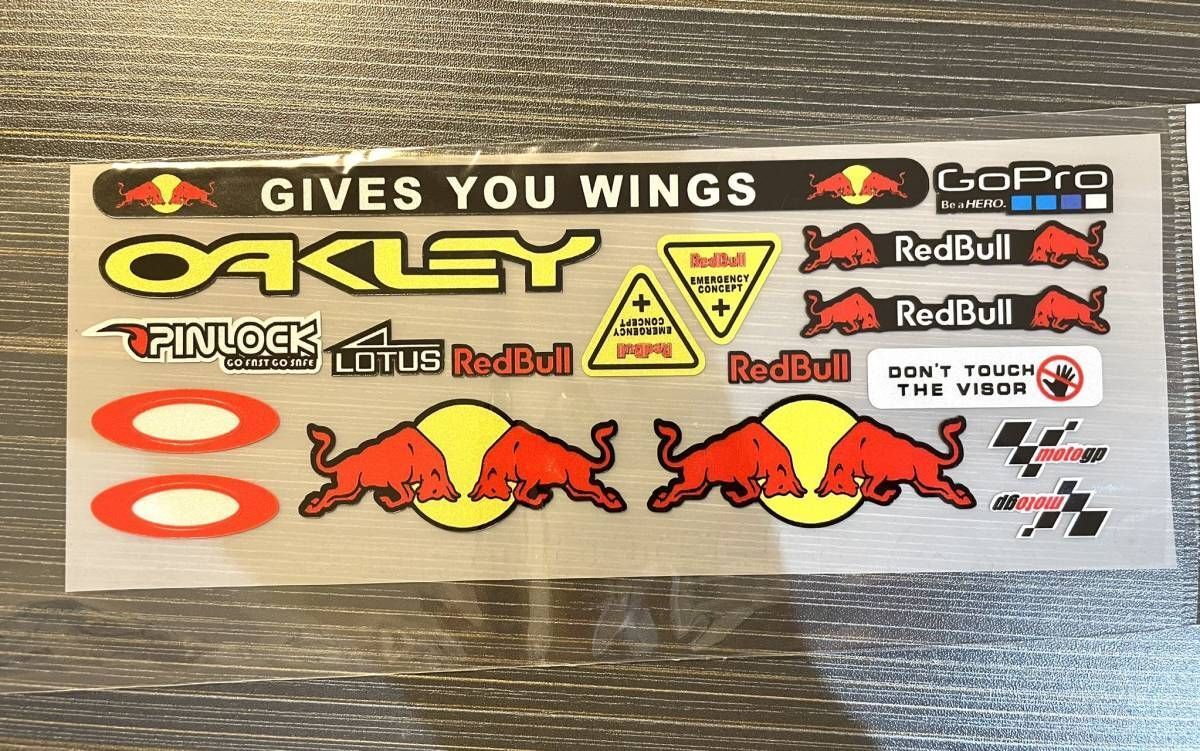 GIVES YOU WINGS
GoPro
Be a HERO.
OAKLEY
RedBull
EMERGENCY
CONCEPT
RedBull
RedBull
EMERGENCY
CONCEPT
RedBull
PINLOCK
GO FAST GO SAFE
LOTUS
RedBull
RedBull
DON'T TOUCH
THE VISOR
motogp
motogp